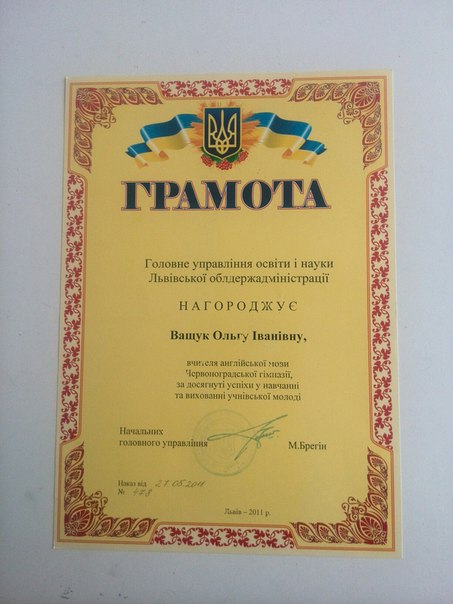 ГРАМОТА
Головне управління освіти і науки
Львівської облдержадміністрації
НАГОРОДЖУЄ
Ващук Ольгу Іванівну,
вчителя англійської мови
Червоноградської гімназії,
за досягнуті успіхи у навчанні
та вихованні учнівської молоді
Начальник
головного управління М.Брегін
Наказ від 27.05.2011
№ 478
Львів – 2011 р.